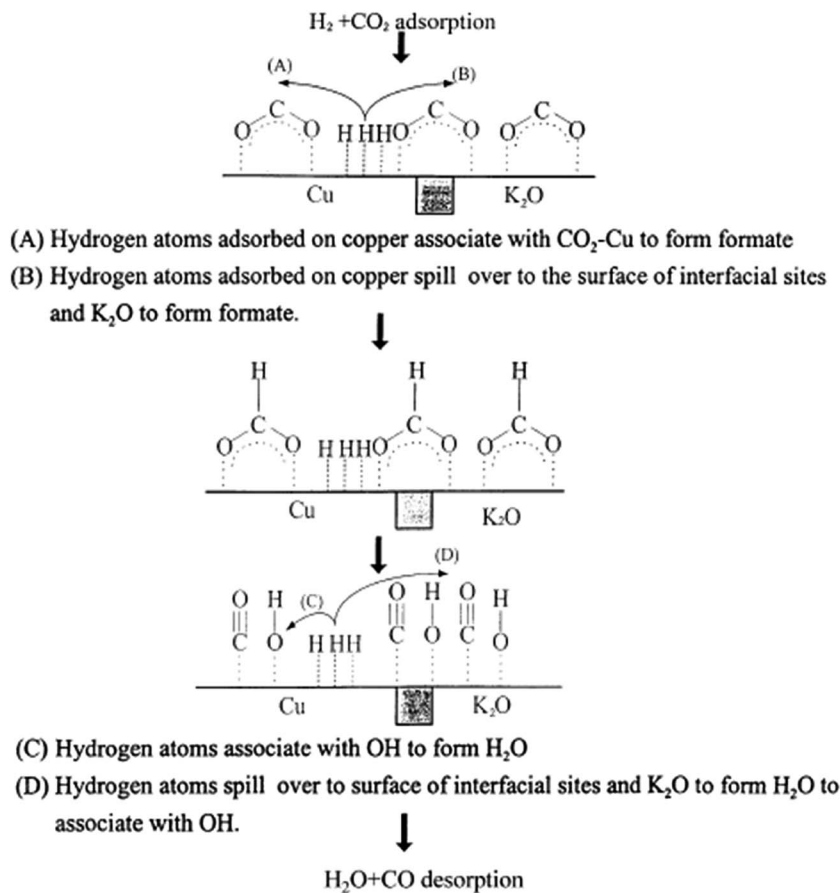 H₂ +CO₂ adsorption
(A) (B)
C C C
O O H HHO O O O
Cu K₂O
(A) Hydrogen atoms adsorbed on copper associate with CO₂-Cu to form formate
(B) Hydrogen atoms adsorbed on copper spill over to the surface of interfacial sites
and K₂O to form formate.
H H H
C C C
O O H HHO O O O
Cu K₂O
(D)
O H (C) O H O H
C O H HH C O C O
Cu K₂O
(C) Hydrogen atoms associate with OH to form H₂O
(D) Hydrogen atoms spill over to surface of interfacial sites and K₂O to form H₂O to
associate with OH.
H₂O+CO desorption